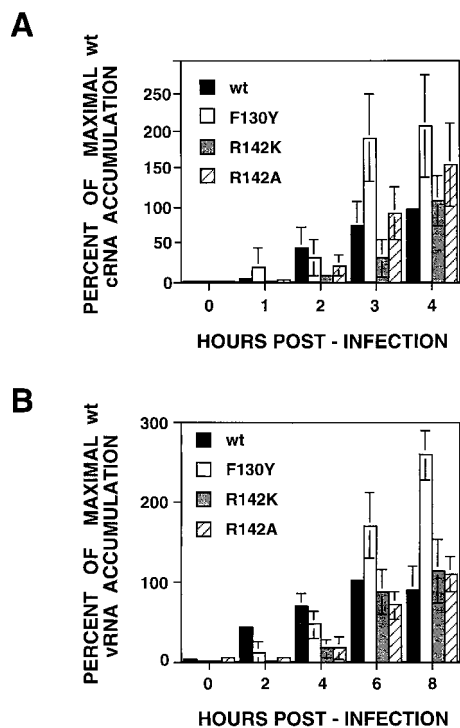 A
PERCENT OF MAXIMAL wt
cRNA ACCUMULATION
250
200
150
100
50
0
wt
F130Y
R142K
R142A
0 1 2 3 4
HOURS POST - INFECTION
B
PERCENT OF MAXIMAL wt
vRNA ACCUMULATION
300
200
100
0
wt
F130Y
R142K
R142A
0 2 4 6 8
HOURS POST - INFECTION